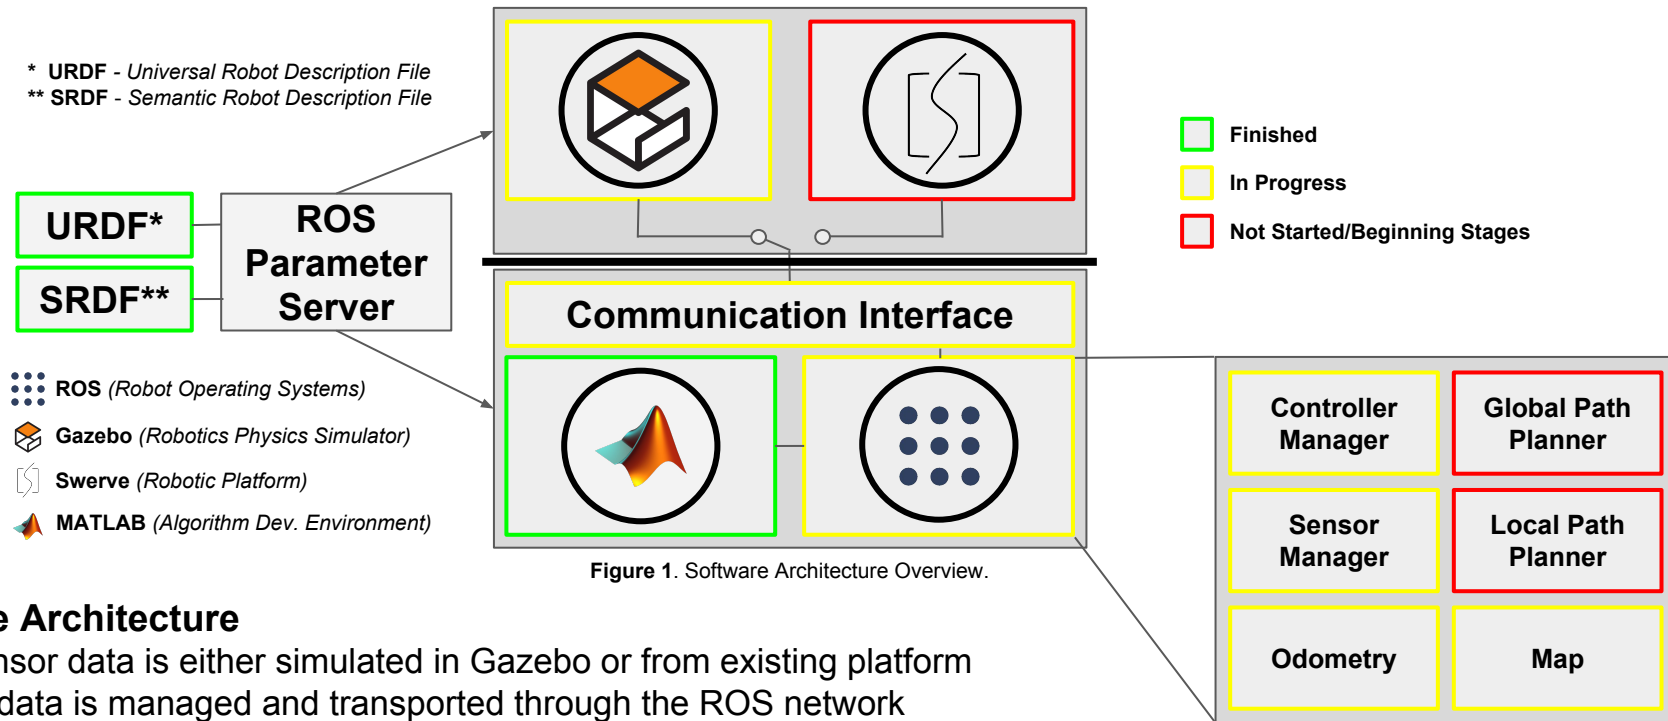 * URDF - Universal Robot Description File
** SRDF - Semantic Robot Description File
URDF*
SRDF**
ROS
Parameter
Server
ROS (Robot Operating Systems)
Gazebo (Robotics Physics Simulator)
Swerve (Robotic Platform)
MATLAB (Algorithm Dev. Environment)
Communication Interface
Figure 1. Software Architecture Overview.
Finished
In Progress
Not Started/Beginning Stages
Controller
Manager
Global Path
Planner
Sensor
Manager
Local Path
Planner
Odometry
Map
Architecture
data is either simulated in Gazebo or from existing platform
data is managed and transported through the ROS network